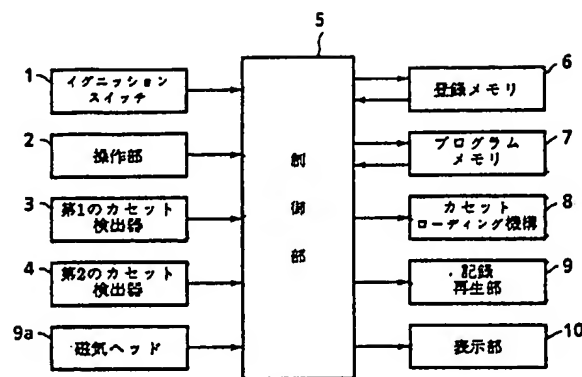 5
1
イグニッション
スイッチ
2
操作部
3
第1のカセット
検出器
4
第2のカセット
検出器
9a
磁気ヘッド
制
御
部
6
登録メモリ
7
プログラム
メモリ
8
カセット
ローディング機構
9
記録
再生部
10
表示部